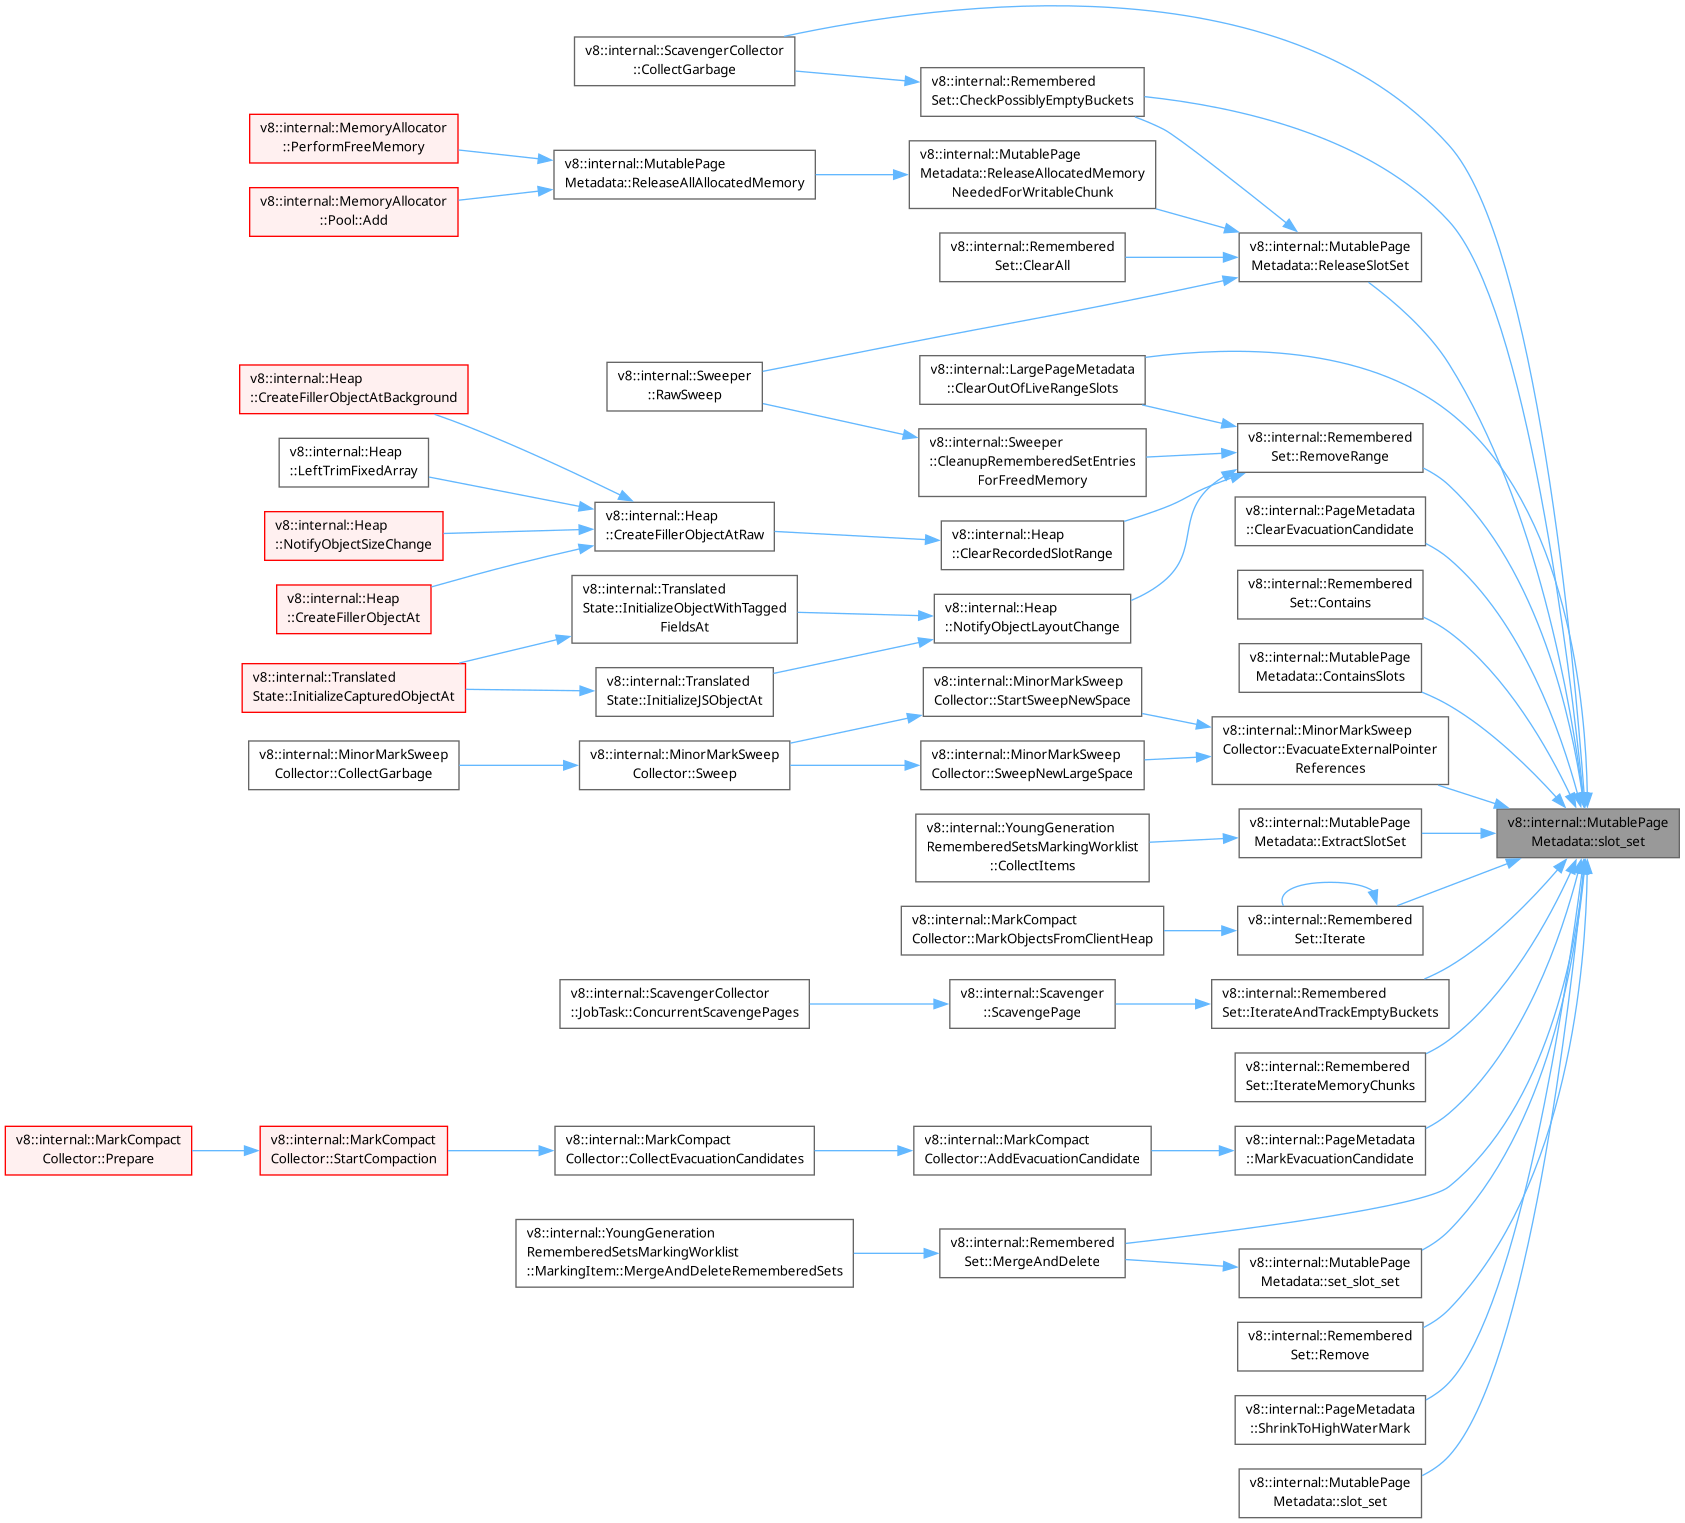 v8::internal::ScavengerCollector
::CollectGarbage
v8::internal::Remembered
Set::CheckPossiblyEmptyBuckets
v8::internal::MemoryAllocator
::PerformFreeMemory
v8::internal::MutablePage
Metadata::ReleaseAllAllocatedMemory
v8::internal::MutablePage
Metadata::ReleaseAllocatedMemory
NeededForWritableChunk
v8::internal::MemoryAllocator
::Pool::Add
v8::internal::Remembered
Set::ClearAll
v8::internal::MutablePage
Metadata::ReleaseSlotSet
v8::internal::Sweeper
::RawSweep
v8::internal::LargePageMetadata
::ClearOutOfLiveRangeSlots
v8::internal::Heap
::CreateFillerObjectAtBackground
v8::internal::Heap
::LeftTrimFixedArray
v8::internal::Sweeper
::CleanupRememberedSetEntries
ForFreedMemory
v8::internal::Remembered
Set::RemoveRange
v8::internal::Heap
::NotifyObjectSizeChange
v8::internal::Heap
::CreateFillerObjectAtRaw
v8::internal::Heap
::ClearRecordedSlotRange
v8::internal::PageMetadata
::ClearEvacuationCandidate
v8::internal::Heap
::CreateFillerObjectAt
v8::internal::Translated
State::InitializeObjectWithTagged
FieldsAt
v8::internal::Heap
::NotifyObjectLayoutChange
v8::internal::Remembered
Set::Contains
v8::internal::Translated
State::InitializeCapturedObjectAt
v8::internal::Translated
State::InitializeJSObjectAt
v8::internal::MinorMarkSweep
Collector::StartSweepNewSpace
v8::internal::MutablePage
Metadata::ContainsSlots
v8::internal::MinorMarkSweep
Collector::CollectGarbage
v8::internal::MinorMarkSweep
Collector::Sweep
v8::internal::MinorMarkSweep
Collector::SweepNewLargeSpace
v8::internal::MinorMarkSweep
Collector::EvacuateExternalPointer
References
v8::internal::MutablePage
Metadata::slot_set
v8::internal::YoungGeneration
RememberedSetsMarkingWorklist
::CollectItems
v8::internal::MutablePage
Metadata::ExtractSlotSet
v8::internal::MarkCompact
Collector::MarkObjectsFromClientHeap
v8::internal::Remembered
Set::Iterate
v8::internal::ScavengerCollector
::JobTask::ConcurrentScavengePages
v8::internal::Scavenger
::ScavengePage
v8::internal::Remembered
Set::IterateAndTrackEmptyBuckets
v8::internal::Remembered
Set::IterateMemoryChunks
v8::internal::MarkCompact
Collector::Prepare
v8::internal::MarkCompact
Collector::StartCompaction
v8::internal::MarkCompact
Collector::CollectEvacuationCandidates
v8::internal::MarkCompact
Collector::AddEvacuationCandidate
v8::internal::PageMetadata
::MarkEvacuationCandidate
v8::internal::YoungGeneration
RememberedSetsMarkingWorklist
::MarkingItem::MergeAndDeleteRememberedSets
v8::internal::Remembered
Set::MergeAndDelete
v8::internal::MutablePage
Metadata::set_slot_set
v8::internal::Remembered
Set::Remove
v8::internal::PageMetadata
::ShrinkToHighWaterMark
v8::internal::MutablePage
Metadata::slot_set